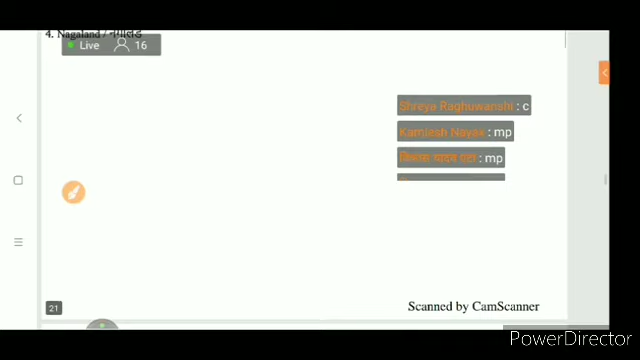 4. Nagaland /
Live 16
Shreya Raghuwanshi : c
Kamlesh Nayak : mp
: mp
21
Scanned by CamScanner
PowerDirector